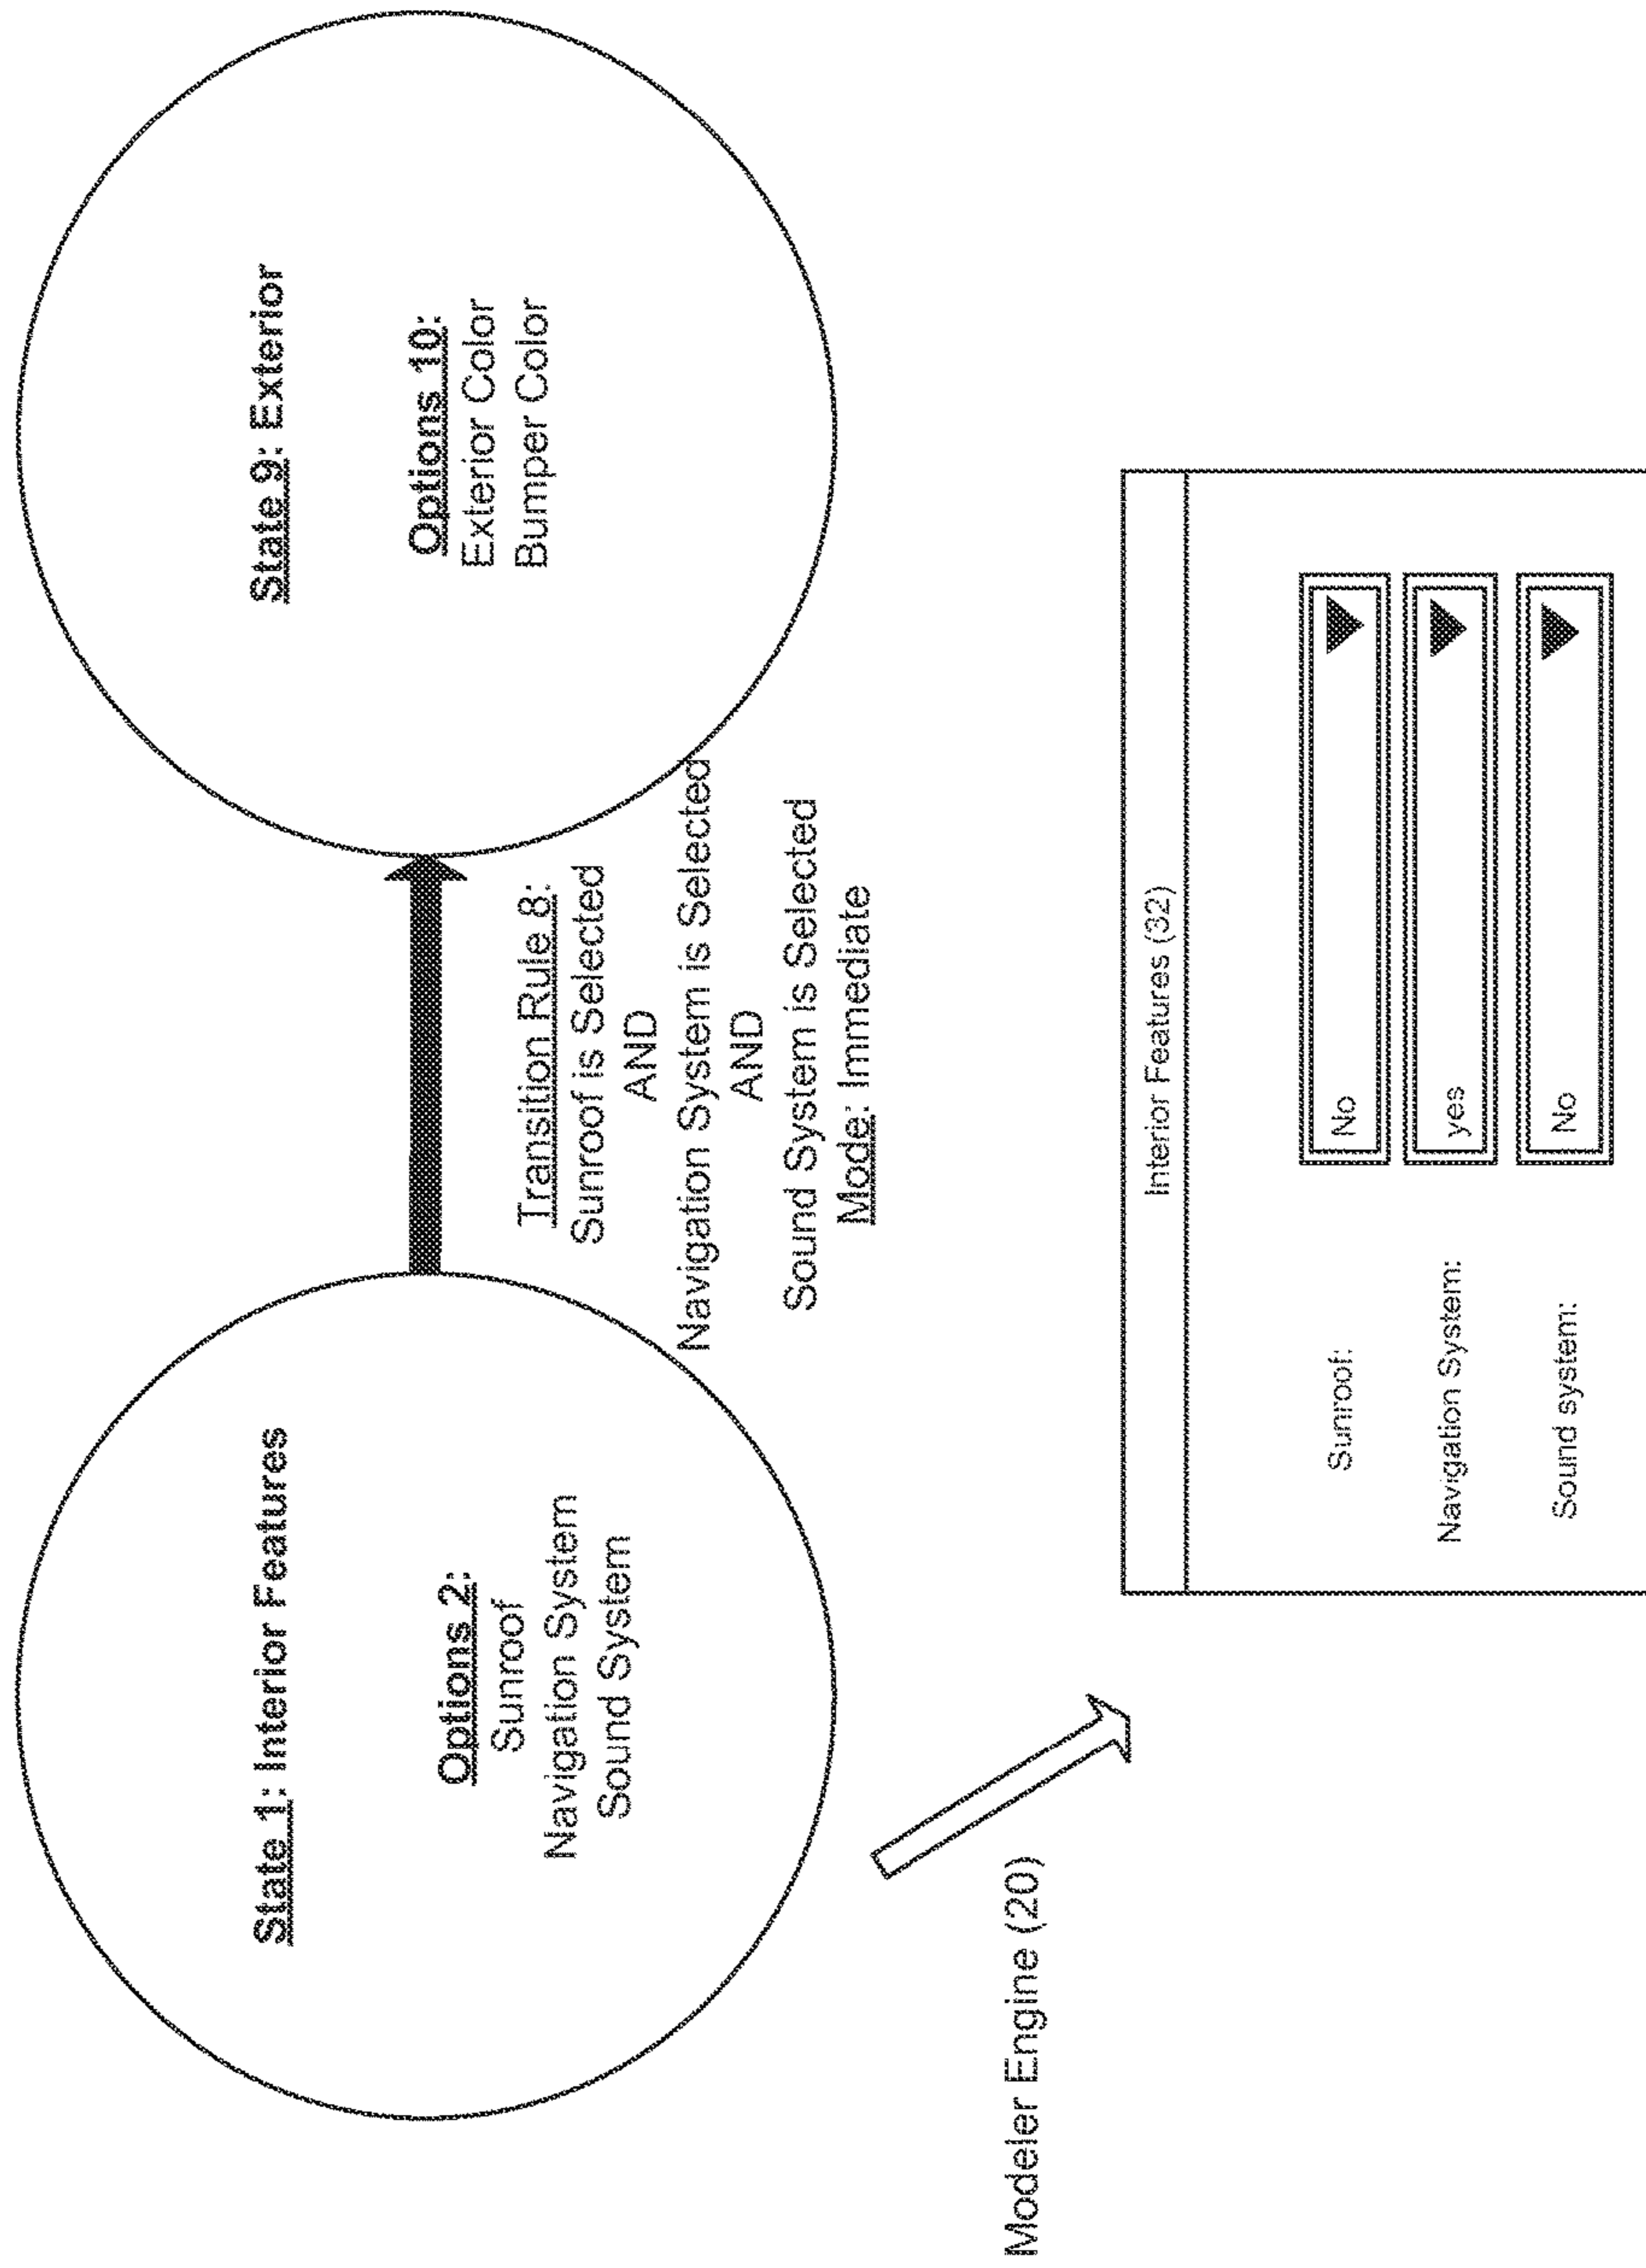 State 1: Interior Features
Options 2:
Sunroof
Navigation System
Sound System
Transition Rule 8:
Sunroof is Selected
AND
Navigation System is Selected
AND
Sound System is Selected
Mode: Immediate
State 9: Exterior
Options 10:
Exterior Color
Bumper Color
Modeler Engine (20)
Interior Features (32)
Sunroof: No
Navigation System: yes
Sound system: No